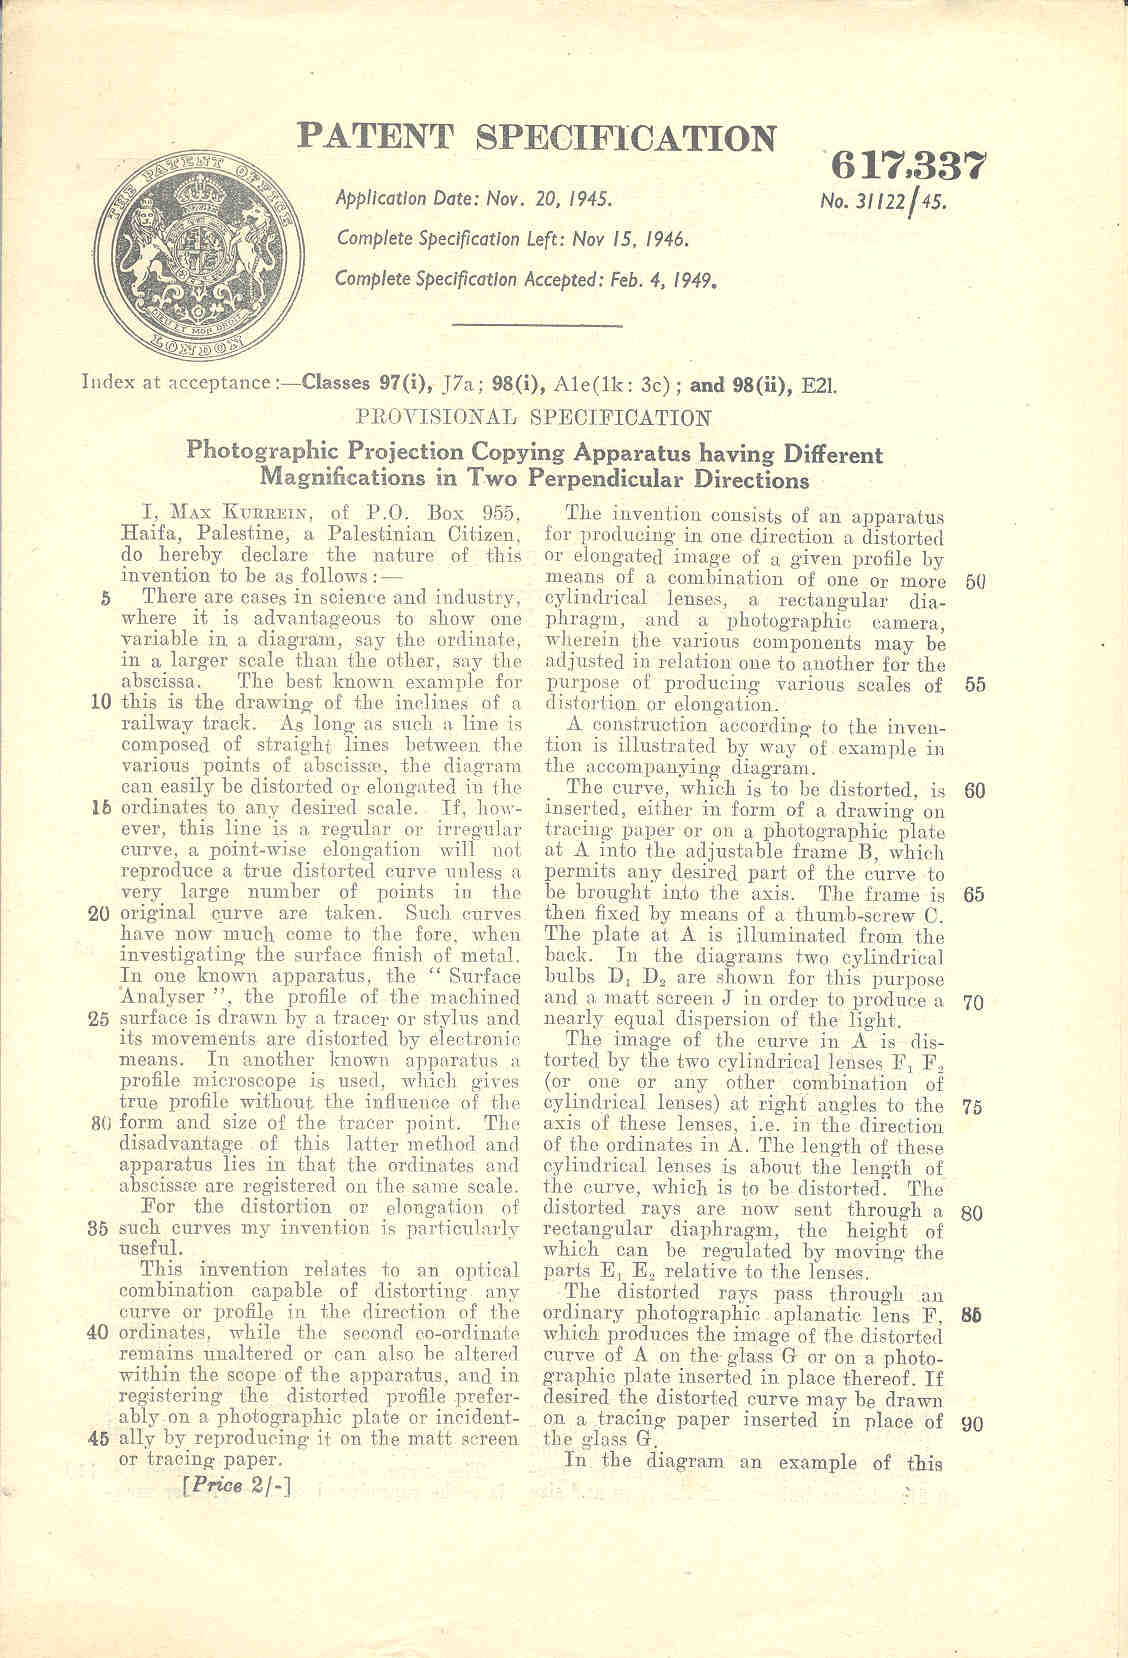 PATENT SPECIFICATION
617,337
Application Date: Nov. 20, 1945.
No. 31122/45.
Complete Specification Left: Nov 15, 1946.
Complete Specification Accepted: Feb. 4, 1949.
THE PATENT OFFICE
DIEU ET MON DROIT
LONDON
Index at acceptance:—Classes 97(i), J7a; 98(i), A1e(1k: 3c); and 98(ii), E2l.
PROVISIONAL SPECIFICATION
Photographic Projection Copying Apparatus having Different
Magnifications in Two Perpendicular Directions
I, MAX KURREIN, of P.O. Box 955,
Haifa, Palestine, a Palestinian Citizen,
do hereby declare the nature of this
invention to be as follows:—
5 There are cases in science and industry,
where it is advantageous to show one
variable in a diagram, say the ordinate,
in a larger scale than the other, say the
abscissa. The best known example for
10 this is the drawing of the inclines of a
railway track. As long as such a line is
composed of straight lines between the
various points of abscissæ, the diagram
can easily be distorted or elongated in the
15 ordinates to any desired scale. If, how-
ever, this line is a regular or irregular
curve, a point-wise elongation will not
reproduce a true distorted curve unless a
very large number of points in the
20 original curve are taken. Such curves
have now much come to the fore, when
investigating the surface finish of metal.
In one known apparatus, the “ Surface
Analyser ”, the profile of the machined
25 surface is drawn by a tracer or stylus and
its movements are distorted by electronic
means. In another known apparatus a
profile microscope is used, which gives
true profile without the influence of the
30 form and size of the tracer point. The
disadvantage of this latter method and
apparatus lies in that the ordinates and
abscissæ are registered on the same scale.
For the distortion or elongation of
35 such curves my invention is particularly
useful.
This invention relates to an optical
combination capable of distorting any
curve or profile in the direction of the
40 ordinates, while the second co-ordinate
remains unaltered or can also be altered
within the scope of the apparatus, and in
registering the distorted profile prefer-
ably on a photographic plate or incident-
45 ally by reproducing it on the matt screen
or tracing paper.
[Price 2/-]
The invention consists of an apparatus
for producing in one direction a distorted
or elongated image of a given profile by
means of a combination of one or more 50
cylindrical lenses, a rectangular dia-
phragm, and a photographic camera,
wherein the various components may be
adjusted in relation one to another for the
purpose of producing various scales of 55
distortion or elongation.
A construction according to the inven-
tion is illustrated by way of example in
the accompanying diagram.
The curve, which is to be distorted, is 60
inserted, either in form of a drawing on
tracing paper or on a photographic plate
at A into the adjustable frame B, which
permits any desired part of the curve to
be brought into the axis. The frame is 65
then fixed by means of a thumb-screw C.
The plate at A is illuminated from the
back. In the diagrams two cylindrical
bulbs D₁ D₂ are shown for this purpose
and a matt screen J in order to produce a 70
nearly equal dispersion of the light.
The image of the curve in A is dis-
torted by the two cylindrical lenses F₁ F₂
(or one or any other combination of
cylindrical lenses) at right angles to the 75
axis of these lenses, i.e. in the direction
of the ordinates in A. The length of these
cylindrical lenses is about the length of
the curve, which is to be distorted. The
distorted rays are now sent through a 80
rectangular diaphragm, the height of
which can be regulated by moving the
parts E₁ E₂ relative to the lenses.
The distorted rays pass through an
ordinary photographic aplanatic lens F, 85
which produces the image of the distorted
curve of A on the glass G or on a photo-
graphic plate inserted in place thereof. If
desired the distorted curve may be drawn
on a tracing paper inserted in place of 90
the glass G.
In the diagram an example of this